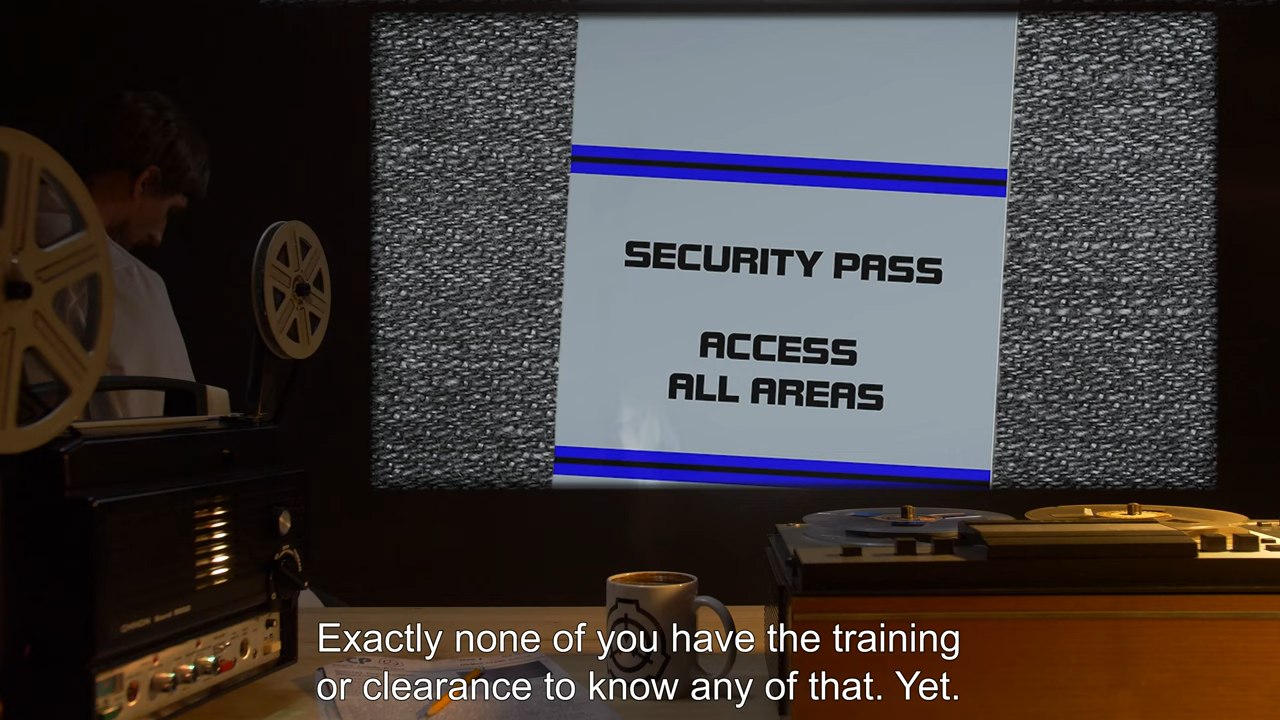 SECURITY PASS
ACCESS
ALL AREAS
Exactly none of you have the training
or clearance to know any of that. Yet.